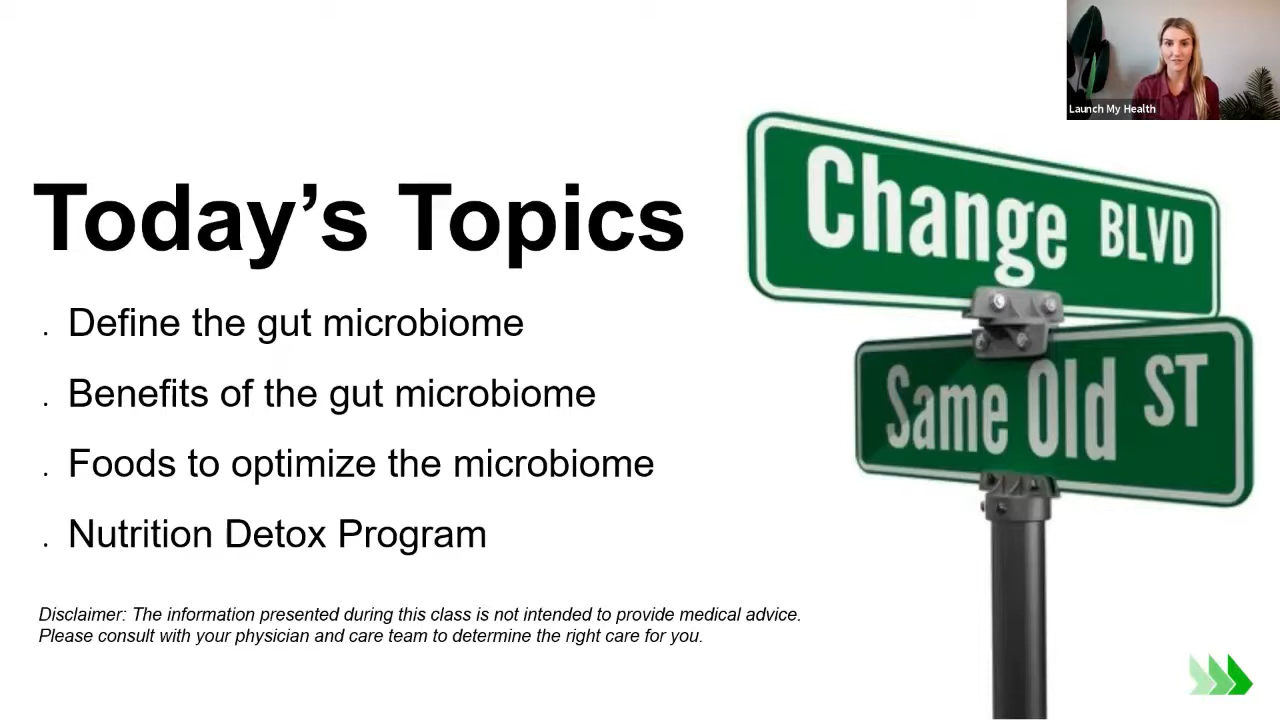 Launch My Health
Change BLVD
Same Old ST
Today’s Topics
. Define the gut microbiome
. Benefits of the gut microbiome
. Foods to optimize the microbiome
. Nutrition Detox Program
Disclaimer: The information presented during this class is not intended to provide medical advice.
Please consult with your physician and care team to determine the right care for you.